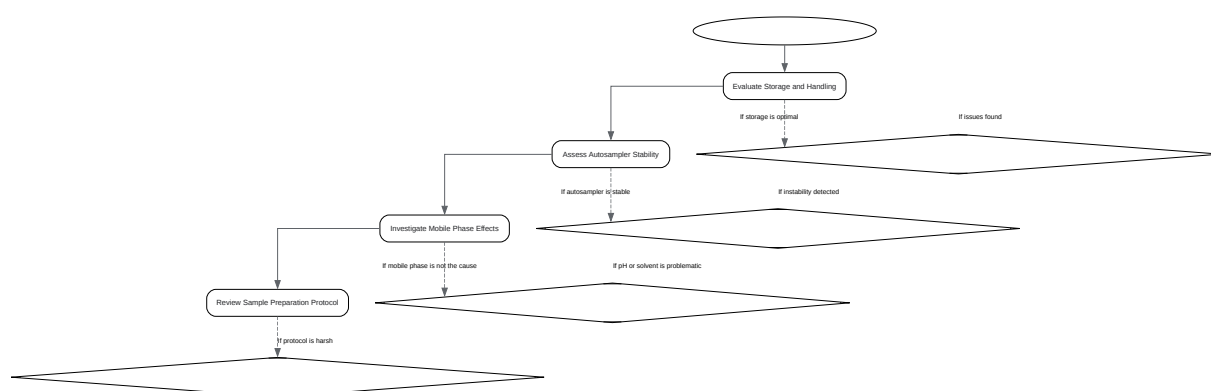 Evaluate Storage and Handling
If storage is optimal
If issues found
Assess Autosampler Stability
If autosampler is stable
If instability detected
Investigate Mobile Phase Effects
If mobile phase is not the cause
If pH or solvent is problematic
Review Sample Preparation Protocol
If protocol is harsh